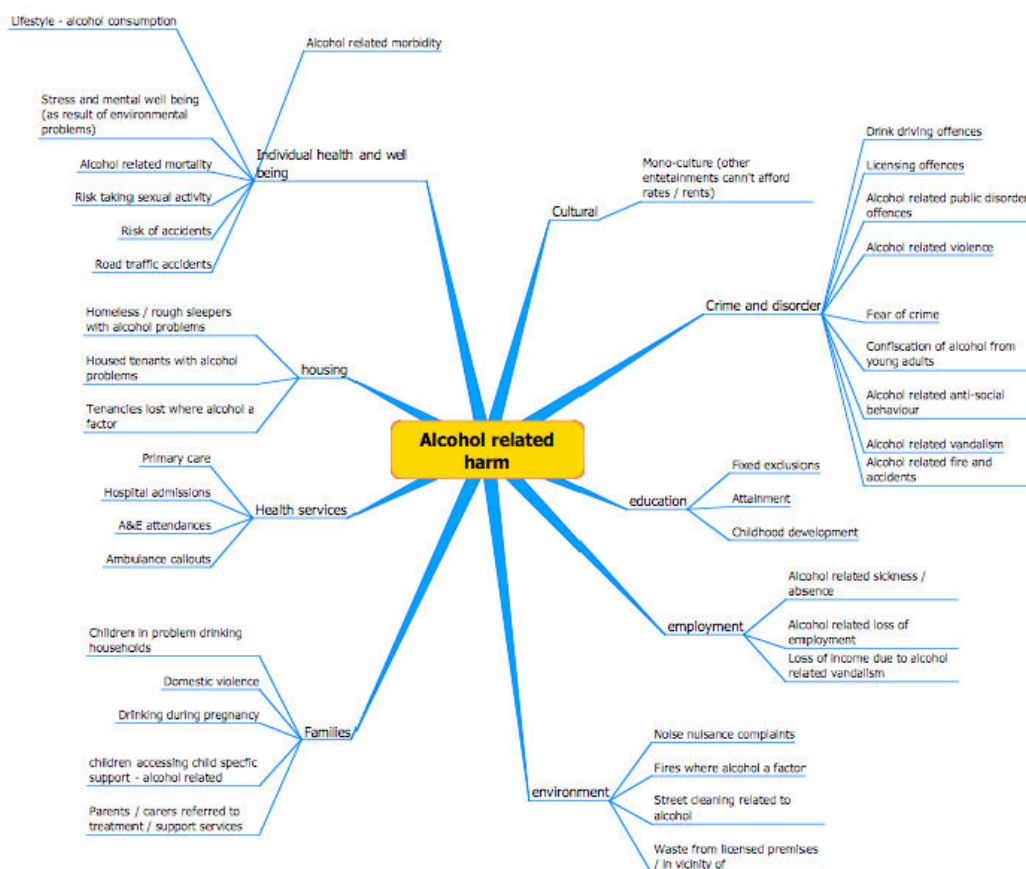 Lifestyle - alcohol consumption
Alcohol related morbidity
Stress and mental well being
(as result of environmental
problems)
Alcohol related mortality
Risk taking sexual activity
Risk of accidents
Road traffic accidents
Individual health and well
being
Homeless / rough sleepers
with alcohol problems
Housed tenants with alcohol
problems
Tenancies lost where alcohol a
factor
housing
Primary care
Hospital admissions
A&E attendances
Ambulance callouts
Health services
Children in problem drinking
households
Domestic violence
Drinking during pregnancy
children accessing child specfic
support - alcohol related
Parents / carers referred to
treatment / support services
Families
Alcohol related
harm
Cultural
Mono-culture (other
entetainments cann't afford
rates / rents)
Crime and disorder
Drink driving offences
Licensing offences
Alcohol related public disorder
offences
Alcohol related violence
Fear of crime
Confiscation of alcohol from
young adults
Alcohol related anti-social
behaviour
Alcohol related vandalism
Alcohol related fire and
accidents
education
Fixed exclusions
Attainment
Childhood development
employment
Alcohol related sickness /
absence
Alcohol related loss of
employment
Loss of income due to alcohol
related vandalism
environment
Noise nuisance complaints
Fires where alcohol a factor
Street cleaning related to
alcohol
Waste from licensed premises
/ in vicinity of